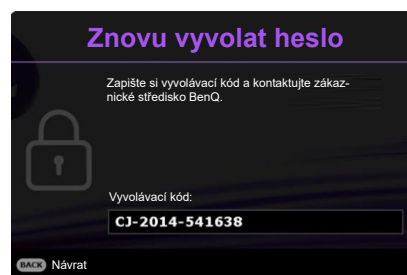 Znovu vyvolat heslo
Zapište si vyvolávací kód a kontaktujte zákaz-
nické středisko BenQ.
Vyvolávací kód:
CJ-2014-541638
BACK Návrat